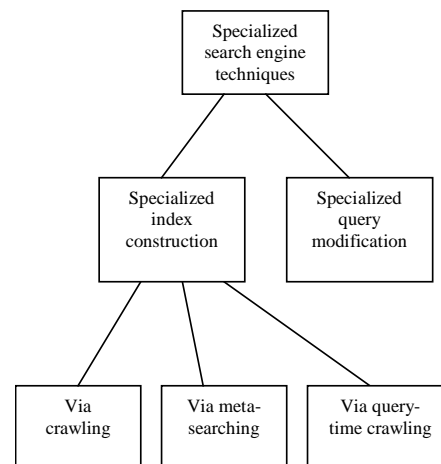 Specialized
search engine
techniques
Specialized
index
construction
Specialized
query
modification
Via
crawling
Via meta-
searching
Via query-
time crawling